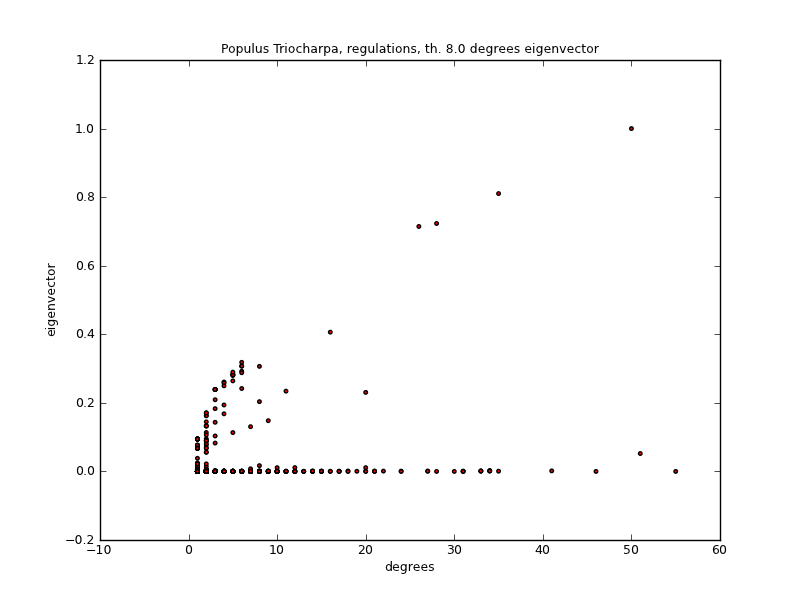 Populus Triocharpa, regulations, th. 8.0 degrees eigenvector
1.2
1.0
0.8
0.6
0.4
0.2
0.0
−0.2
eigenvector
−10 0 10 20 30 40 50 60
degrees